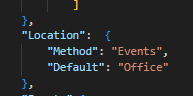 ]
},
"Location": {
"Method": "Events",
"Default": "Office"
},